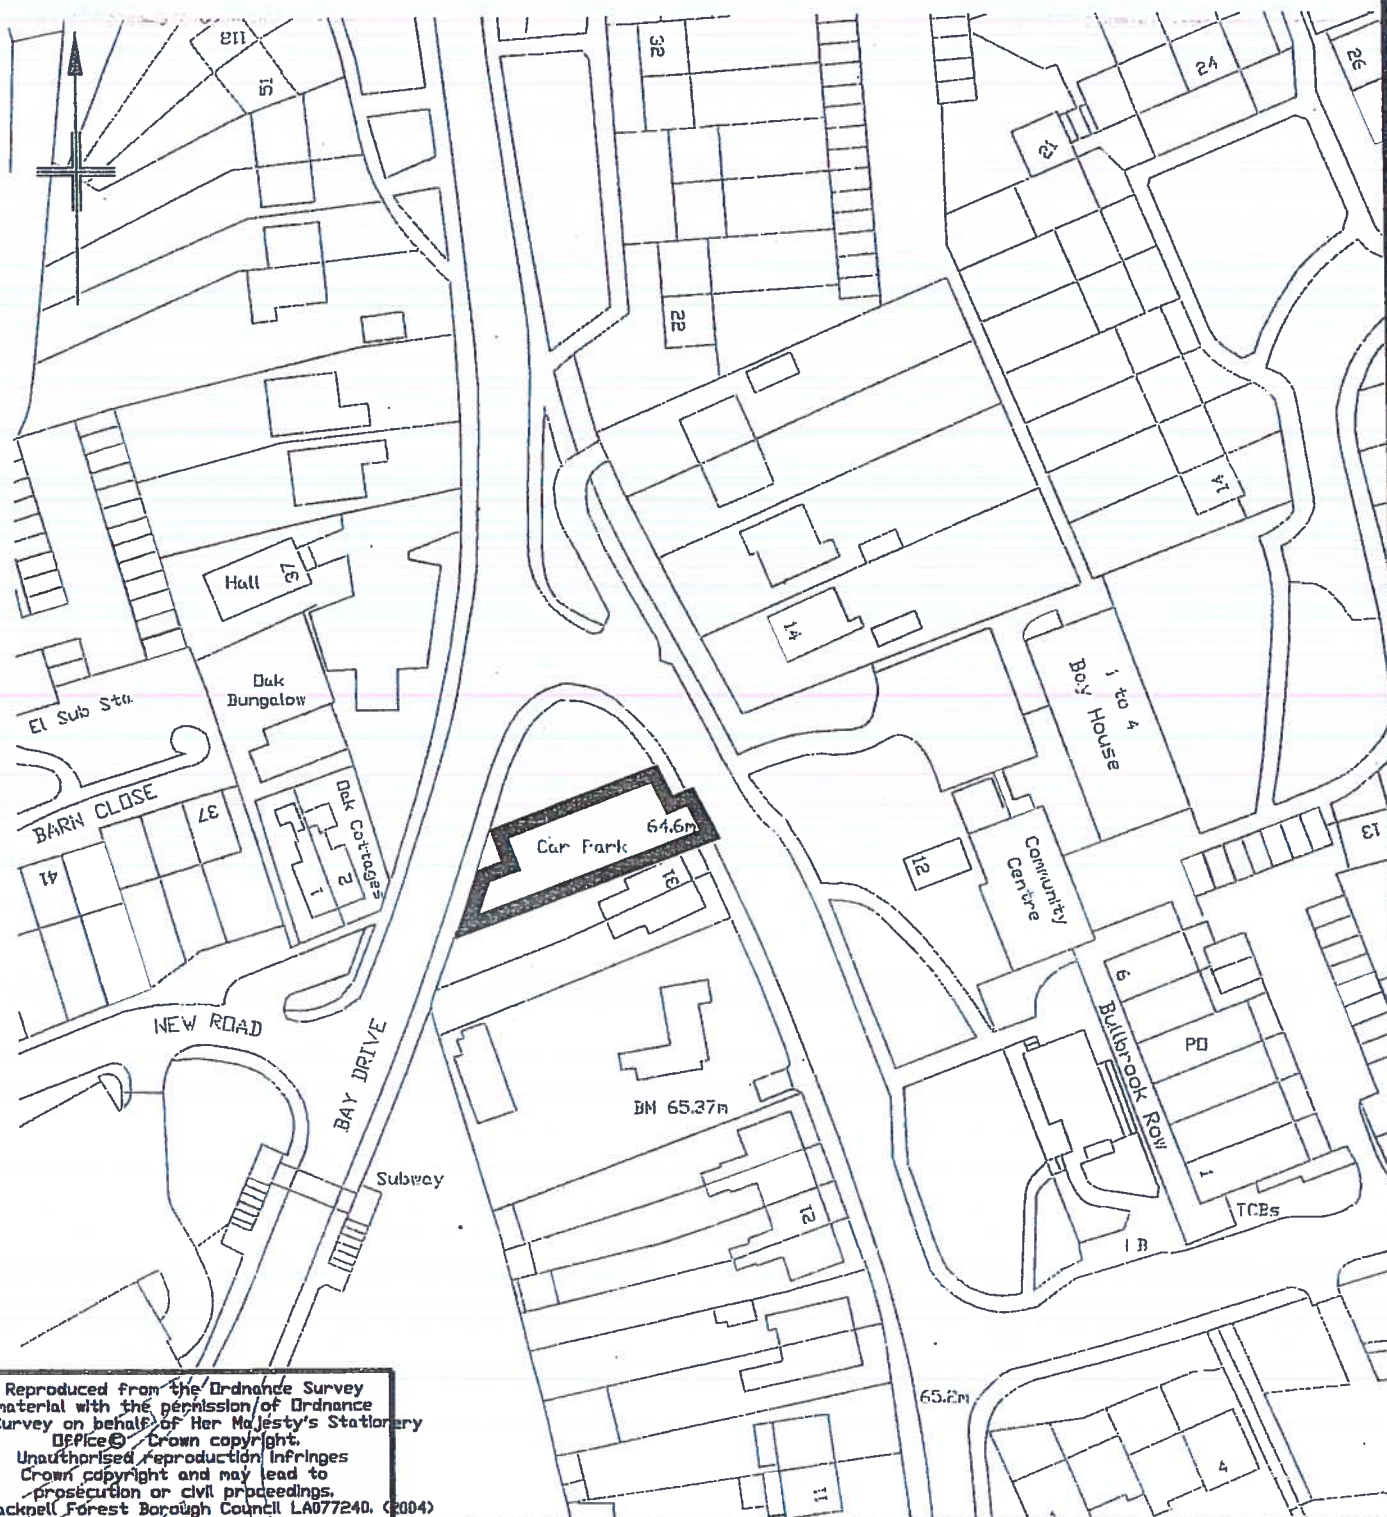 118
51
32
24
26
21
22
14
Hall
37
14
Oak
Bungalow
1 to 4
Bay House
El Sub Sta
BARN CLOSE
37
Oak Cottages
41
1
2
Car Park
64.6m
31
12
Community
Centre
13
6
Bullbrook Row
PO
1
NEW ROAD
BAY DRIVE
BM 65.37m
Subway
12
TCBs
LB
65.2m
4
11
Reproduced from the Ordnance Survey
material with the permission of Ordnance
Survey on behalf of Her Majesty's Stationery
Office © Crown copyright.
Unauthorised reproduction infringes
Crown copyright and may lead to
prosecution or civil proceedings.
acknell Forest Borough Council LA077240. (2004)